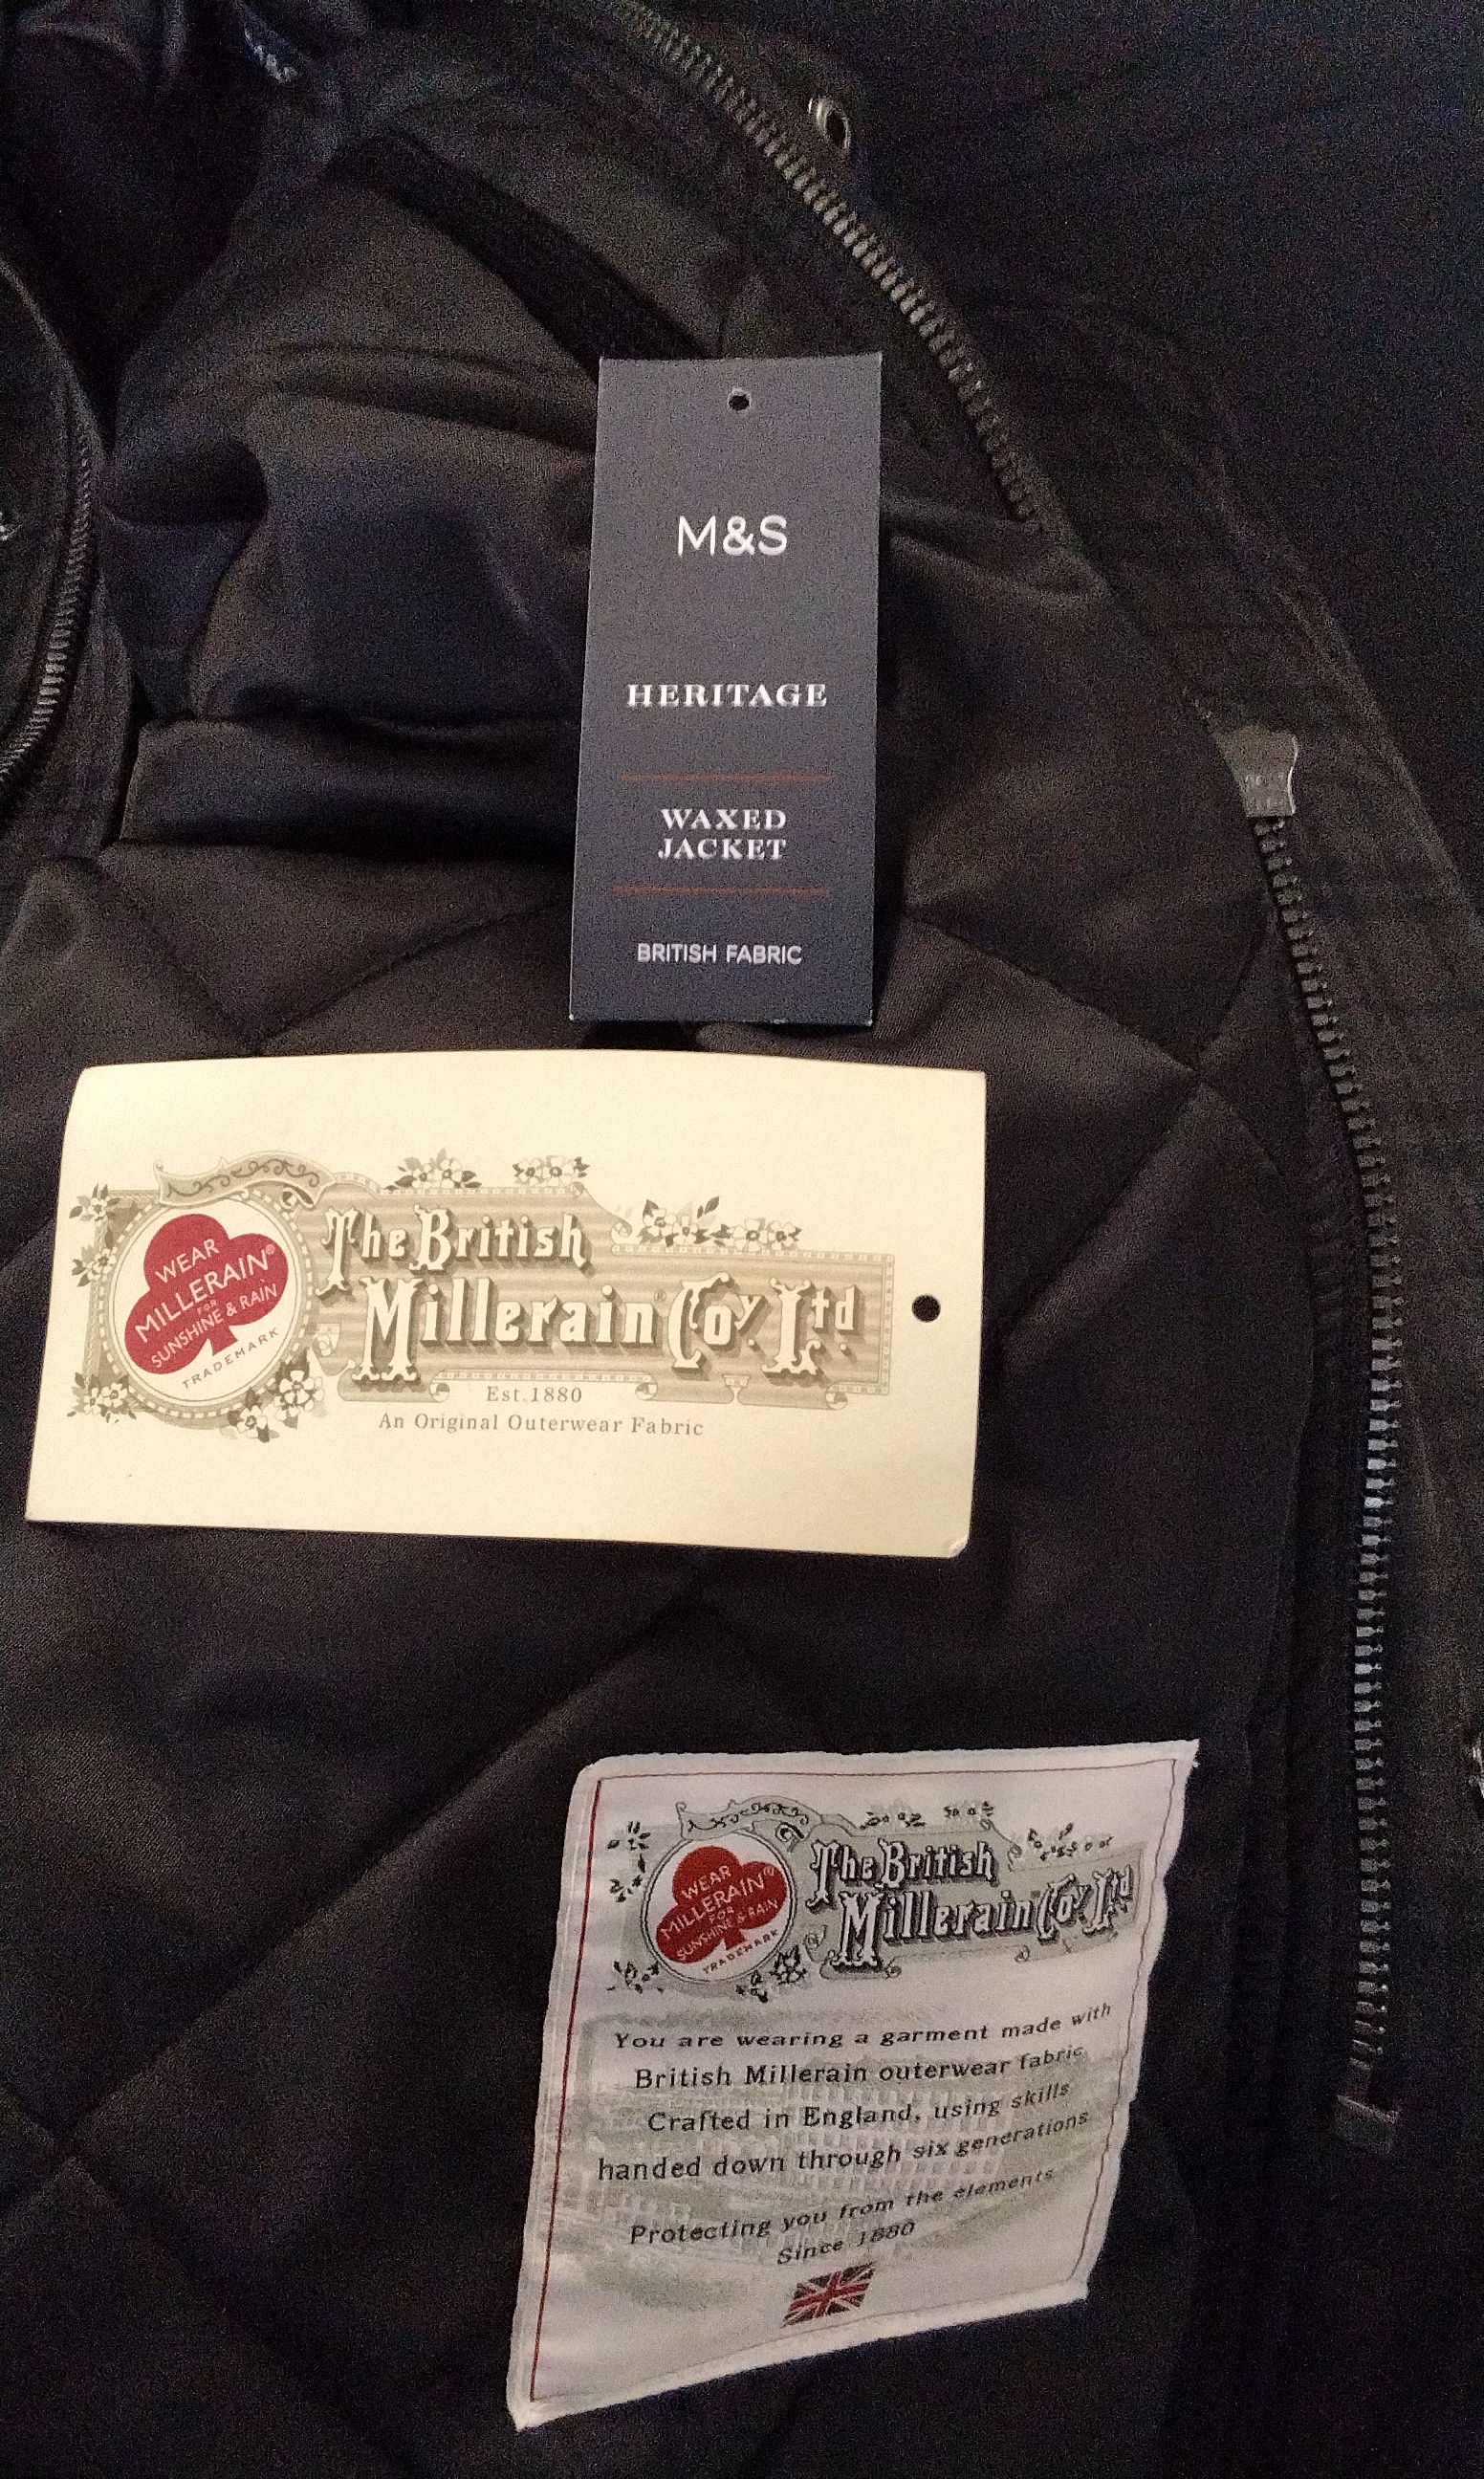 M&S
HERITAGE
WAXED
JACKET
BRITISH FABRIC
WEAR
MILLERAIN®
FOR
SUNSHINE & RAIN
TRADEMARK
The British
Millerain® Coy. Ltd.
Est.1880
An Original Outerwear Fabric
WEAR
MILLERAIN®
FOR
SUNSHINE & RAIN
TRADEMARK
The British
Millerain Coy. Ltd
You are wearing a garment made with
British Millerain outerwear fabric
Crafted in England, using skills
handed down through six generations
Protecting you from the elements
Since 1880